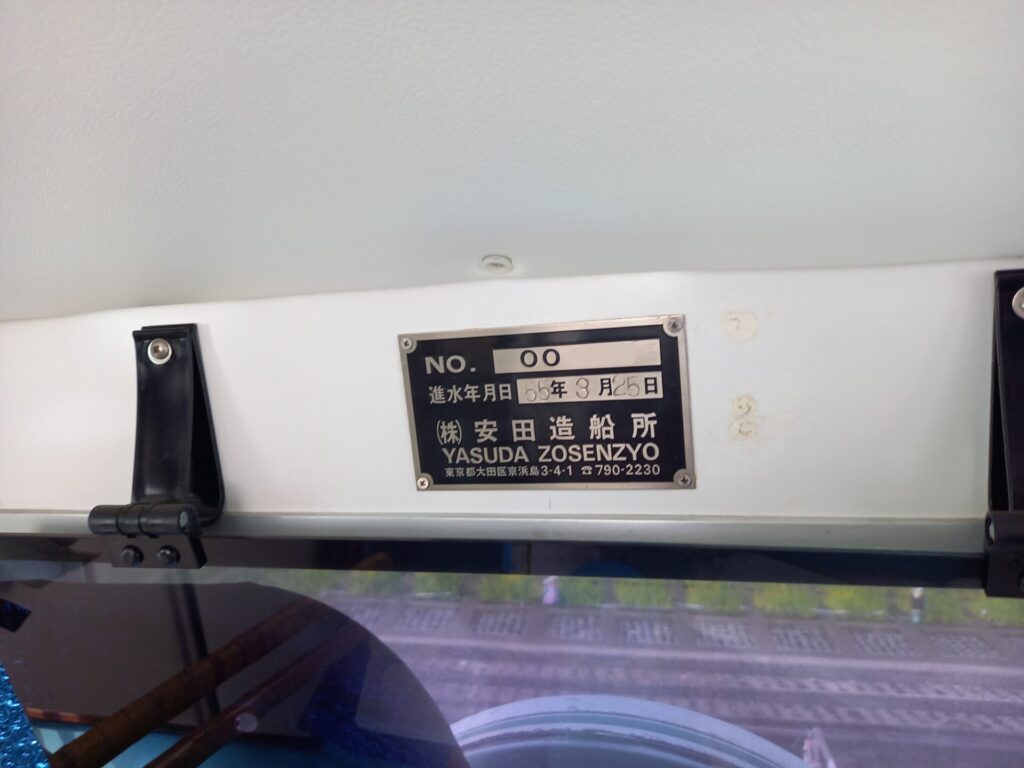 NO. 00
進水年月日 55年 3月 25日
(株) 安田造船所
YASUDA ZOSENZYO
東京都大田区京浜島3-4-1 ☎790-2230